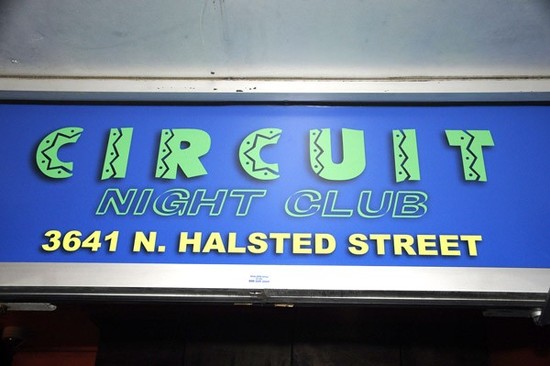 CIRCUIT
NIGHT CLUB
3641 N. HALSTED STREET